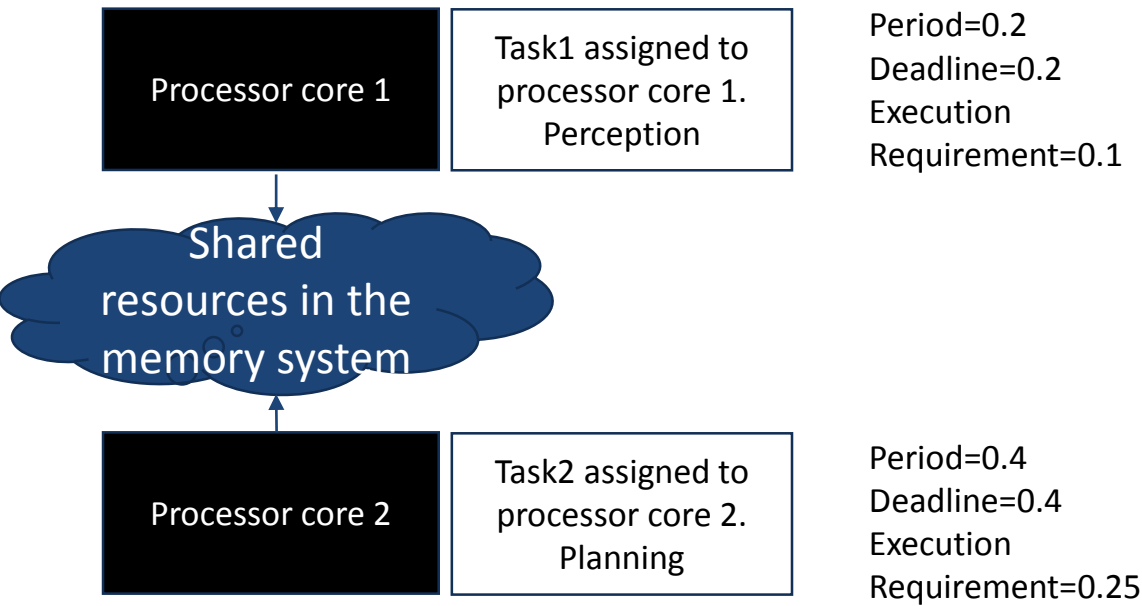 Processor core 1
Task1 assigned to
processor core 1.
Perception
Period=0.2
Deadline=0.2
Execution
Requirement=0.1
Shared
resources in the
memory system
Processor core 2
Task2 assigned to
processor core 2.
Planning
Period=0.4
Deadline=0.4
Execution
Requirement=0.25